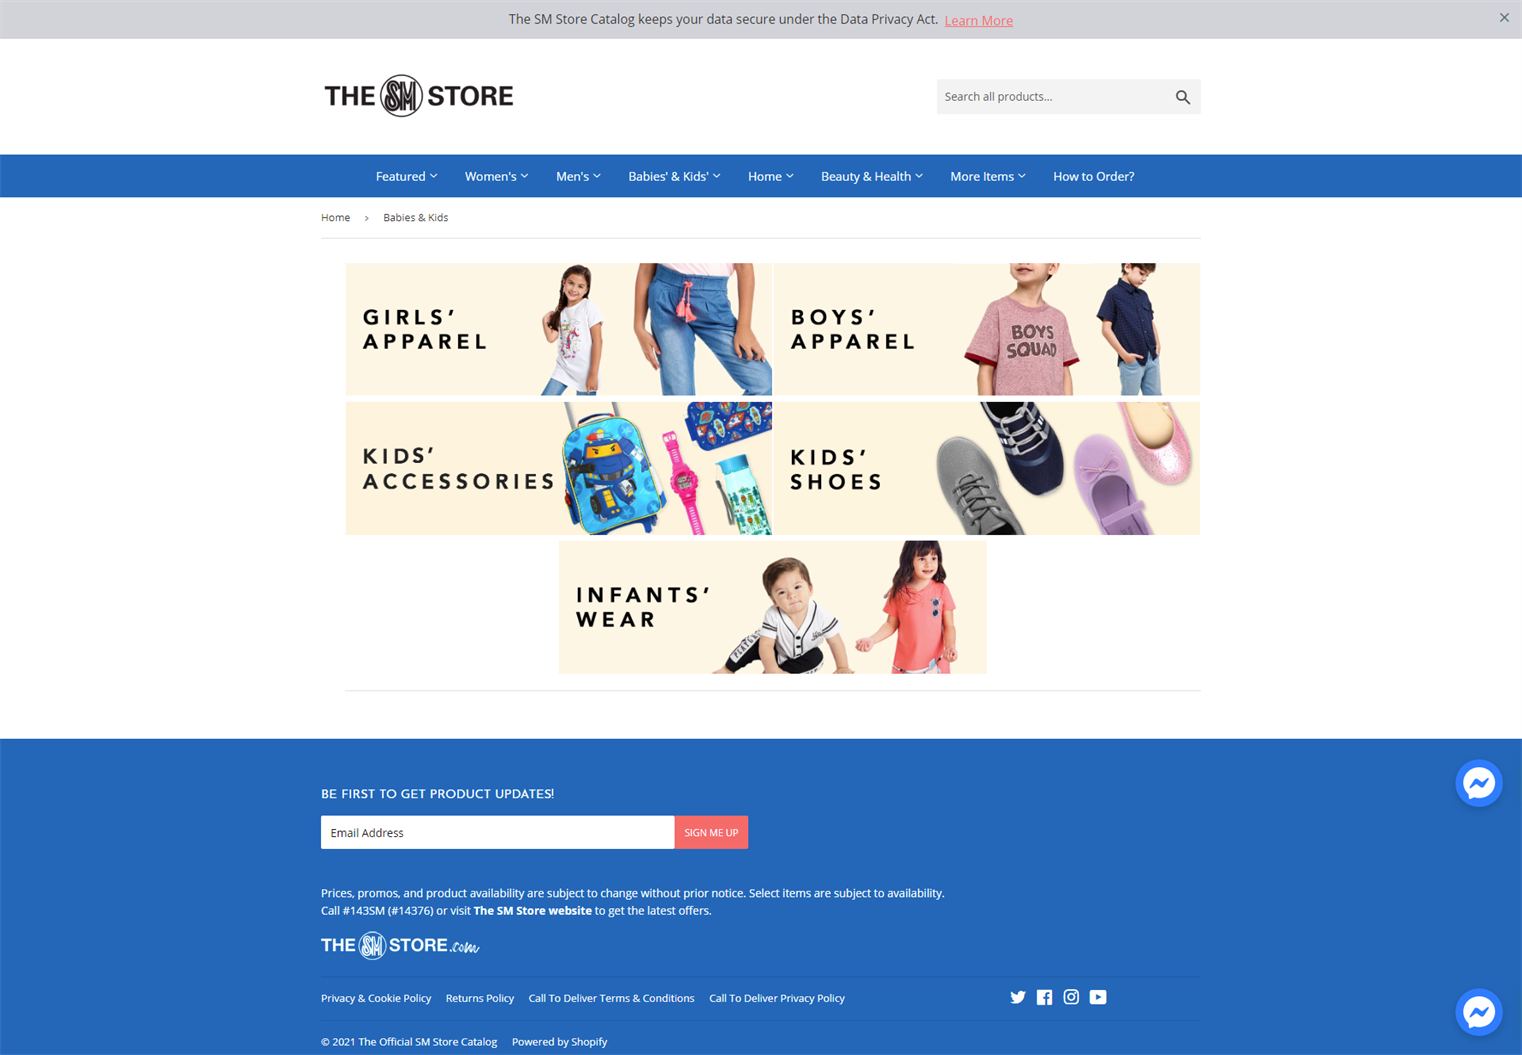 The SM Store Catalog keeps your data secure under the Data Privacy Act. Learn More
THE SM STORE
Search all products...
Featured Women's Men's Babies' & Kids' Home Beauty & Health More Items How to Order?
Home › Babies & Kids
GIRLS’
APPAREL
BOYS’
APPAREL
BOYS
SQUAD
KIDS’
ACCESSORIES
KIDS’
SHOES
INFANTS’
WEAR
BE FIRST TO GET PRODUCT UPDATES!
Email Address
SIGN ME UP
Prices, promos, and product availability are subject to change without prior notice. Select items are subject to availability.
Call #143SM (#14376) or visit The SM Store website to get the latest offers.
THE SM STORE.com
Privacy & Cookie Policy Returns Policy Call To Deliver Terms & Conditions Call To Deliver Privacy Policy
© 2021 The Official SM Store Catalog Powered by Shopify